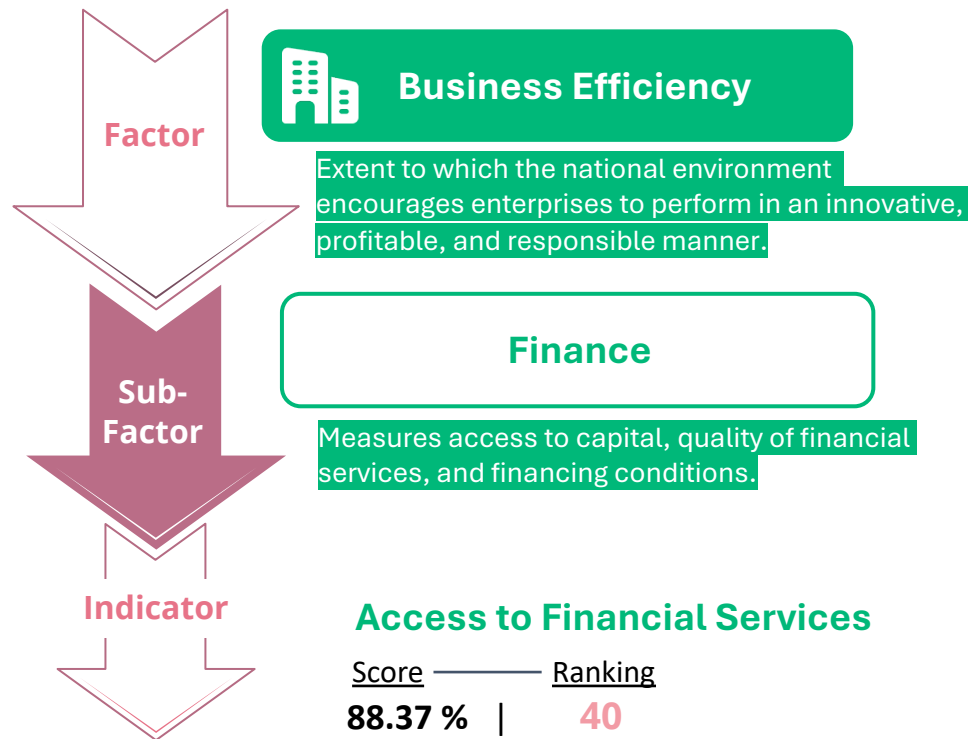 Factor
Business Efficiency
Extent to which the national environment
encourages enterprises to perform in an innovative,
profitable, and responsible manner.
Sub-
Factor
Finance
Measures access to capital, quality of financial
services, and financing conditions.
Indicator
Access to Financial Services
Score Ranking
88.37 % | 40